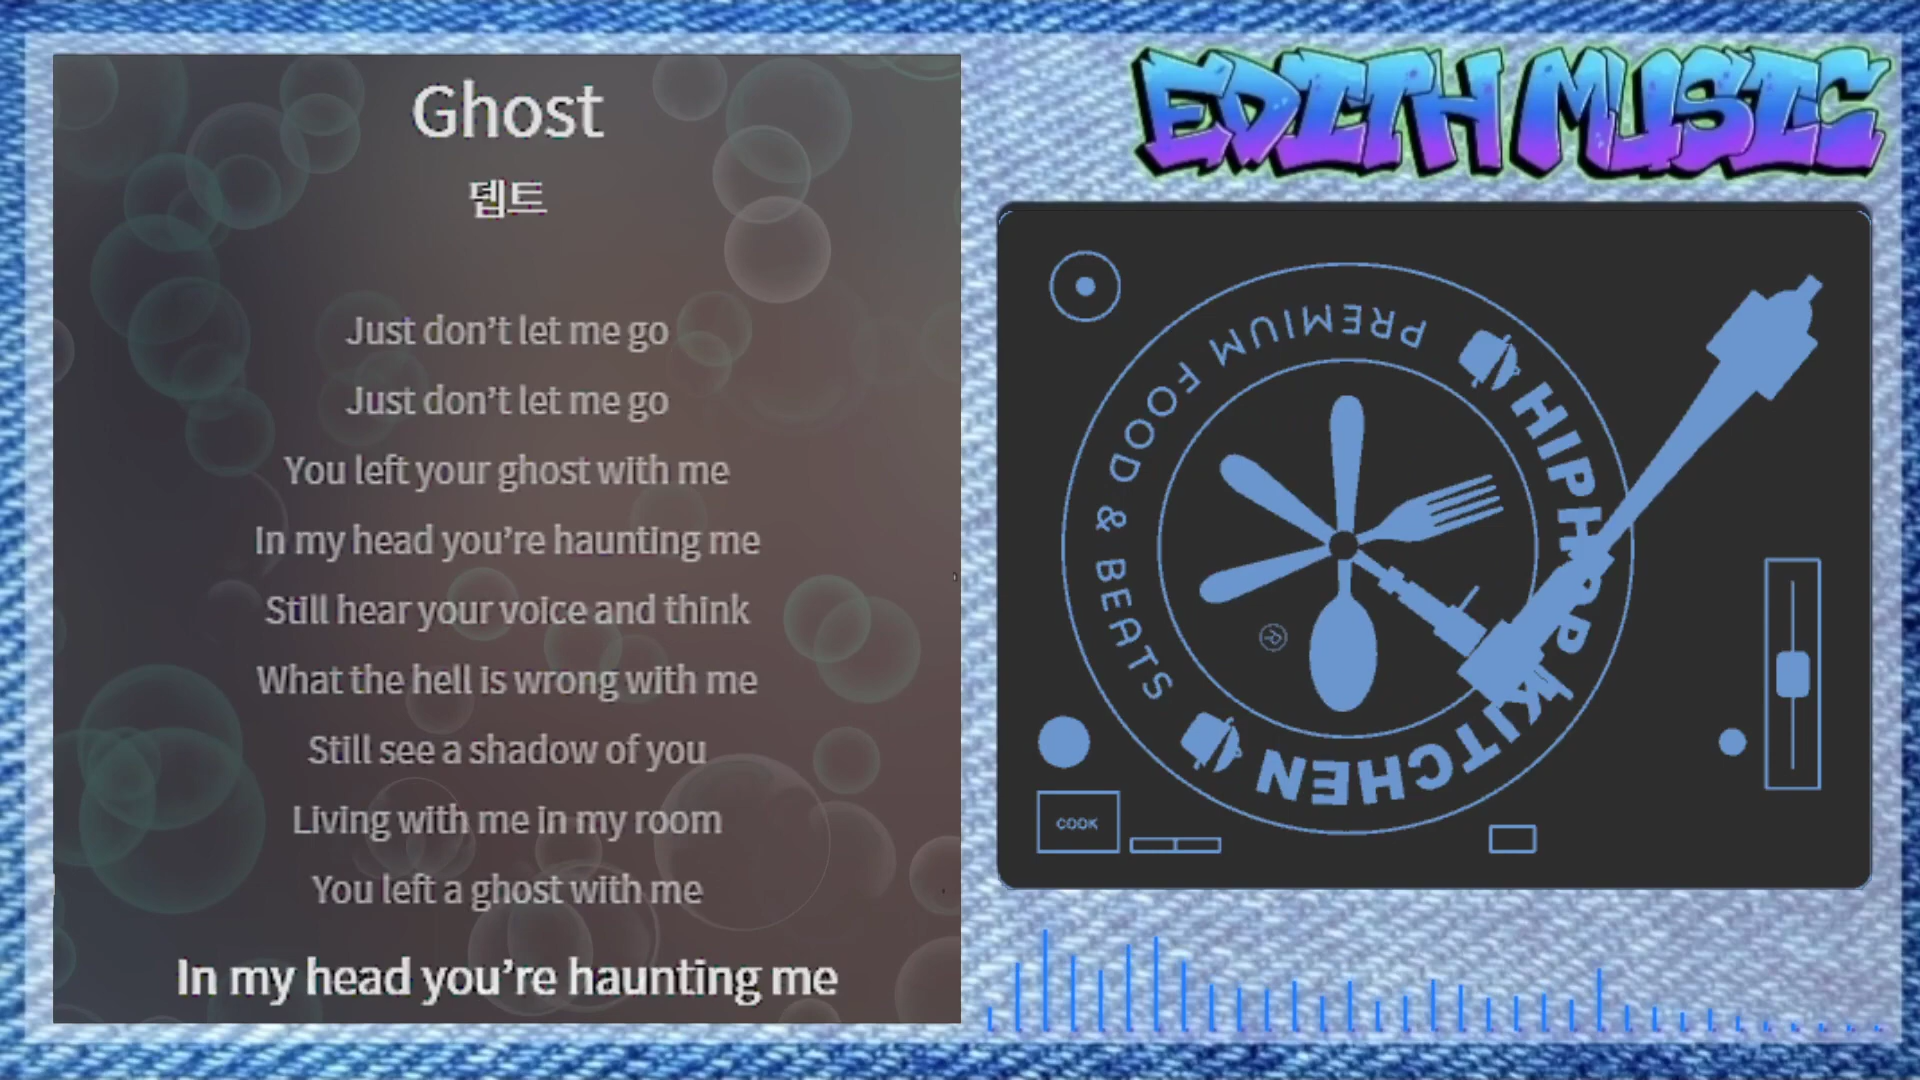 Ghost
뎁트
Just don't let me go
Just don't let me go
You left your ghost with me
In my head you're haunting me
Still hear your voice and think
What the hell is wrong with me
Still see a shadow of you
Living with me in my room
You left a ghost with me
In my head you're haunting me
EDITH MUSIC
PREMIUM FOOD & BEATS
HIPHOP KITCHEN
®
COOK